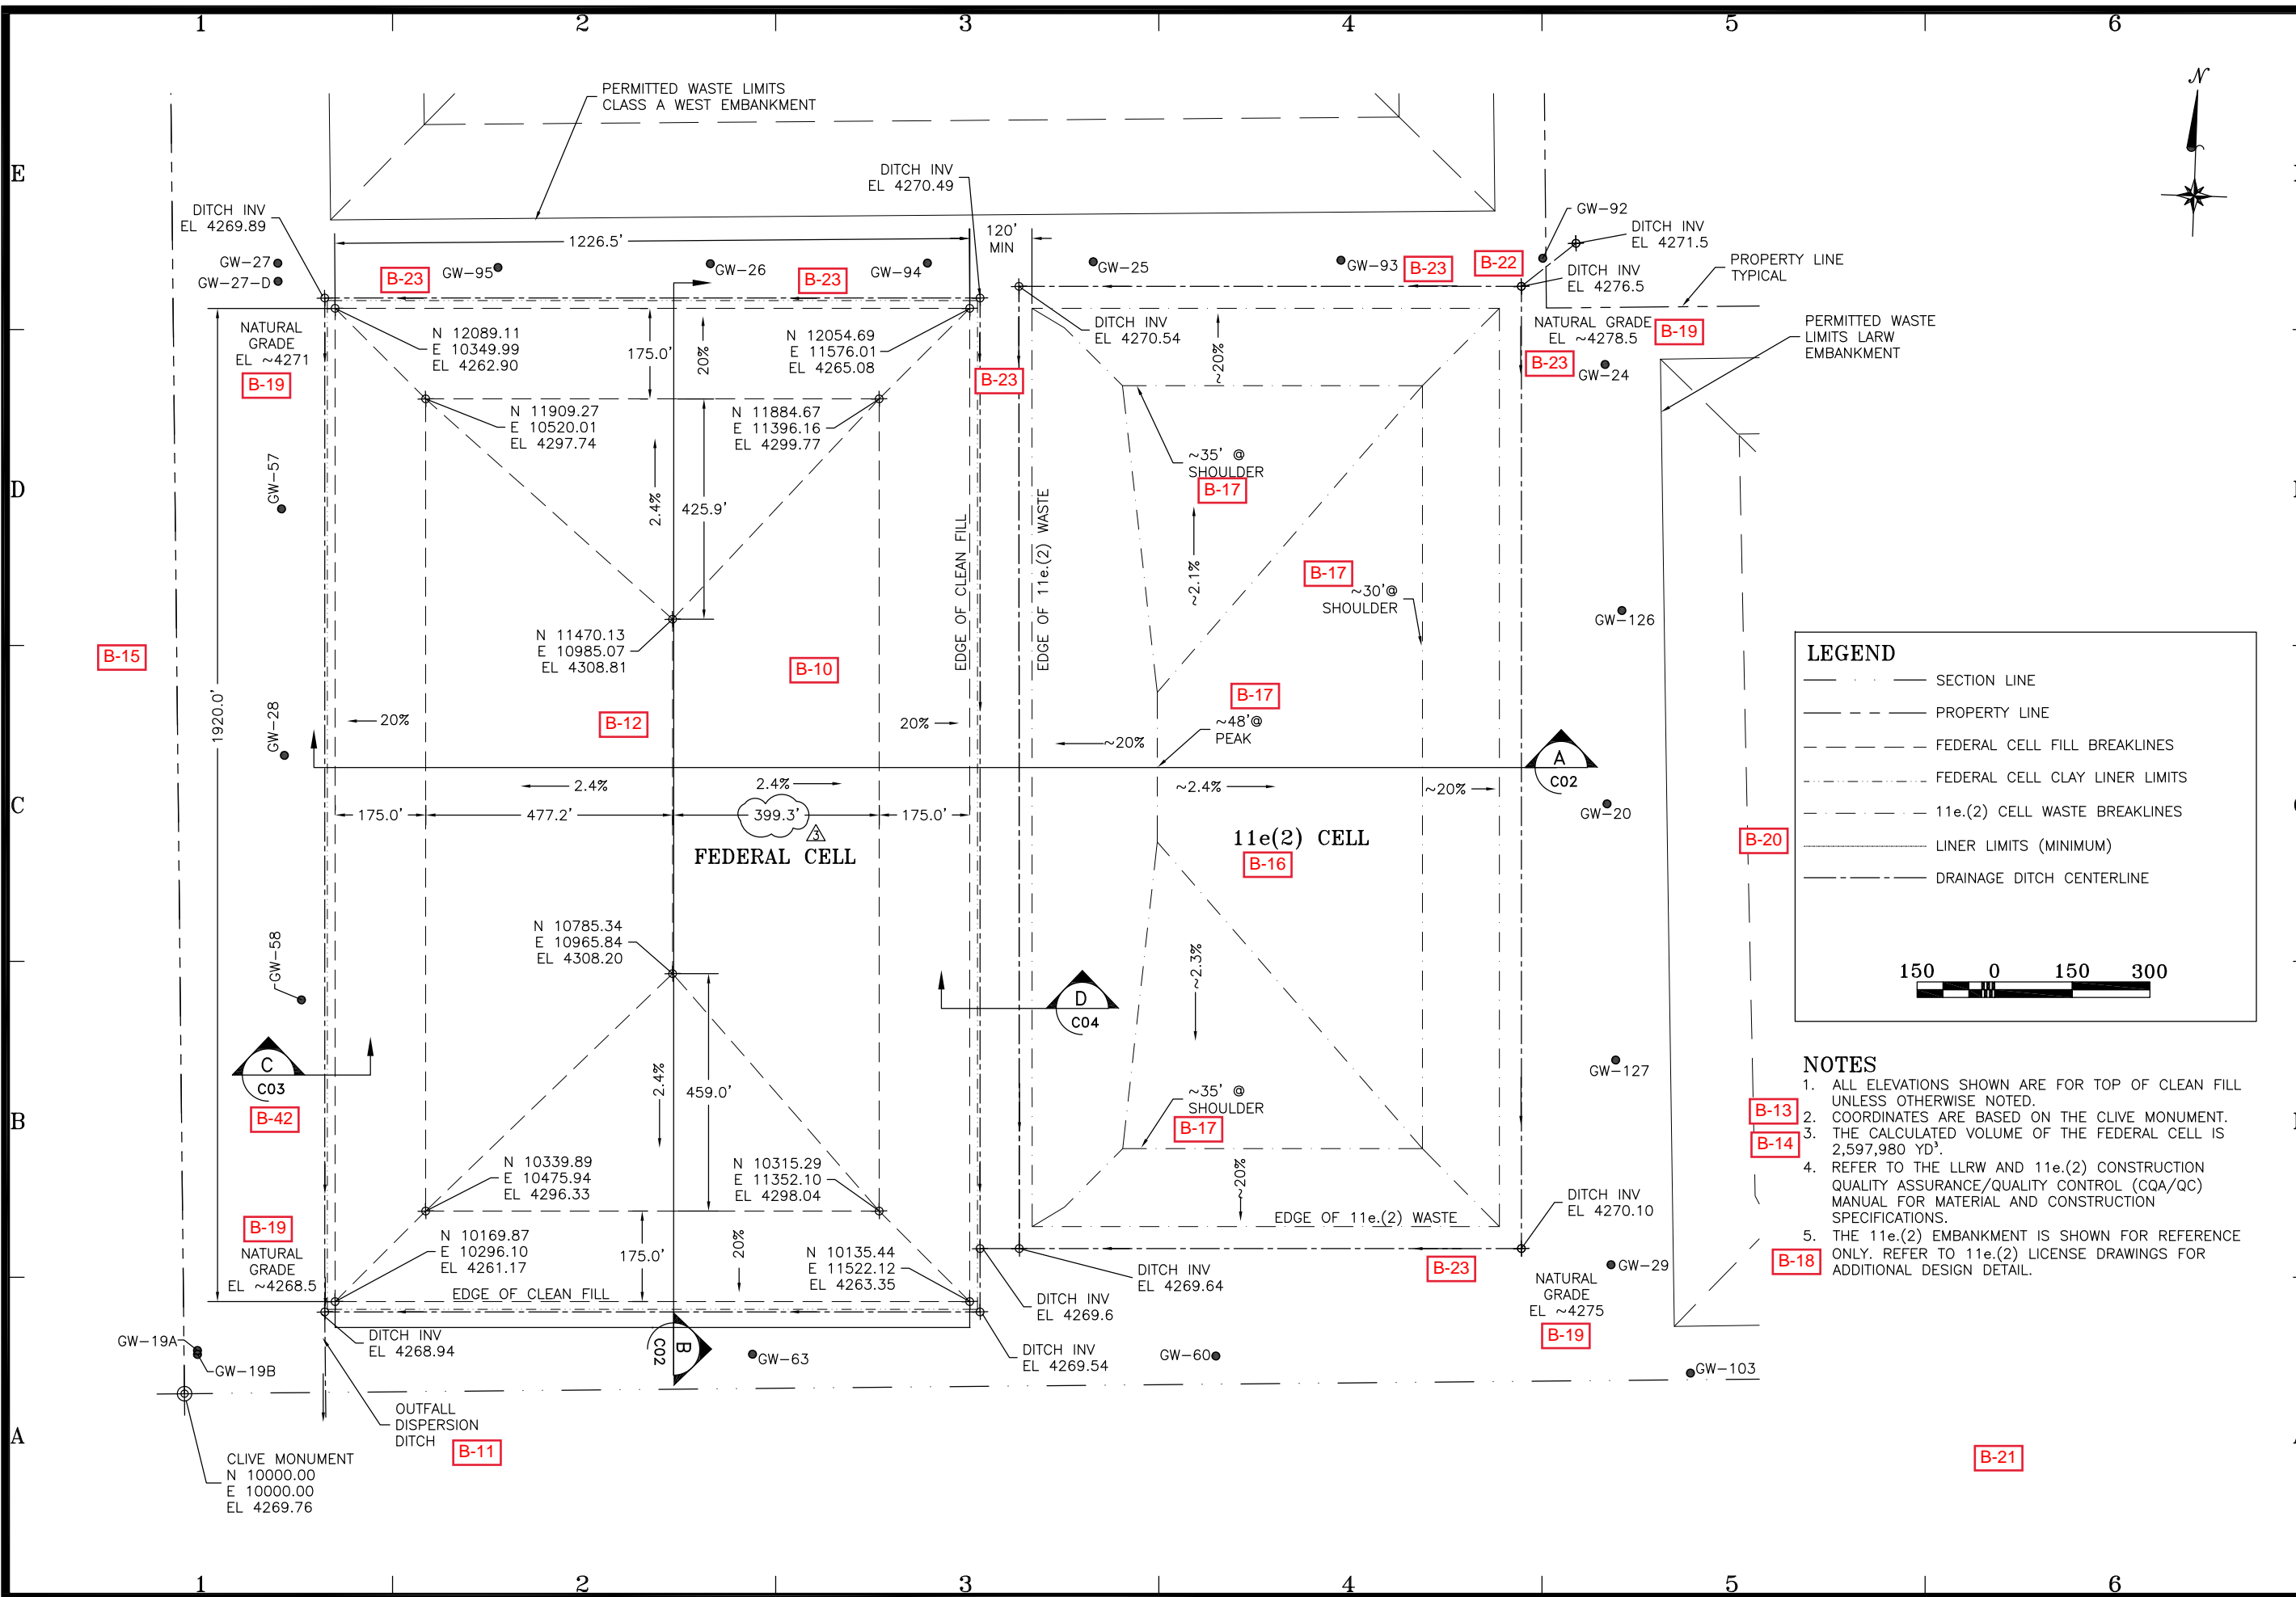 1 2 3 4 5 6
PERMITTED WASTE LIMITS
CLASS A WEST EMBANKMENT
N
E
DITCH INV
EL 4270.49
DITCH INV
EL 4269.89
1226.5'
120'
MIN
GW-92
DITCH INV
EL 4271.5
GW-27
GW-27-D
B-23
GW-95
GW-26
B-23
GW-94
GW-25
GW-93
B-23
B-22
DITCH INV
EL 4276.5
PROPERTY LINE
TYPICAL
NATURAL
GRADE
EL ~4271
B-19
N 12089.11
E 10349.99
EL 4262.90
175.0'
20%
N 12054.69
E 11576.01
EL 4265.08
B-23
DITCH INV
EL 4270.54
~20%
NATURAL GRADE
EL ~4278.5
B-19
B-23
GW-24
PERMITTED WASTE
LIMITS LARW
EMBANKMENT
N 11909.27
E 10520.01
EL 4297.74
N 11884.67
E 11396.16
EL 4299.77
D
GW-57
2.4%
425.9'
EDGE OF CLEAN FILL
EDGE OF 11e.(2) WASTE
~35' @
SHOULDER
B-17
~2.1%
B-17
~30'@
SHOULDER
GW-126
B-15
N 11470.13
E 10985.07
EL 4308.81
B-10
B-17
~48'@
PEAK
1920.0'
GW-28
20%
B-12
20%
~20%
A
C02
C
2.4%
2.4%
~2.4%
~20%
175.0'
477.2'
399.3'
3
175.0'
FEDERAL CELL
11e(2) CELL
B-16
GW-20
B-20
LEGEND
SECTION LINE
PROPERTY LINE
FEDERAL CELL FILL BREAKLINES
FEDERAL CELL CLAY LINER LIMITS
11e.(2) CELL WASTE BREAKLINES
LINER LIMITS (MINIMUM)
DRAINAGE DITCH CENTERLINE
150 0 150 300
GW-58
N 10785.34
E 10965.84
EL 4308.20
D
C04
~2.3%
C
C03
B-42
B
2.4%
459.0'
~35' @
SHOULDER
B-17
GW-127
NOTES
1. ALL ELEVATIONS SHOWN ARE FOR TOP OF CLEAN FILL
UNLESS OTHERWISE NOTED.
B-13
2. COORDINATES ARE BASED ON THE CLIVE MONUMENT.
B-14
3. THE CALCULATED VOLUME OF THE FEDERAL CELL IS
2,597,980 YD³.
4. REFER TO THE LLRW AND 11e.(2) CONSTRUCTION
QUALITY ASSURANCE/QUALITY CONTROL (CQA/QC)
MANUAL FOR MATERIAL AND CONSTRUCTION
SPECIFICATIONS.
5. THE 11e.(2) EMBANKMENT IS SHOWN FOR REFERENCE
ONLY. REFER TO 11e.(2) LICENSE DRAWINGS FOR
ADDITIONAL DESIGN DETAIL.
B-18
N 10339.89
E 10475.94
EL 4296.33
N 10315.29
E 11352.10
EL 4298.04
~20%
EDGE OF 11e.(2) WASTE
DITCH INV
EL 4270.10
B-19
NATURAL
GRADE
EL ~4268.5
N 10169.87
E 10296.10
EL 4261.17
175.0'
20%
N 10135.44
E 11522.12
EL 4263.35
DITCH INV
EL 4269.64
B-23
GW-29
NATURAL
GRADE
EL ~4275
B-19
EDGE OF CLEAN FILL
DITCH INV
EL 4269.6
GW-19A
GW-19B
DITCH INV
EL 4268.94
B
C02
GW-63
DITCH INV
EL 4269.54
GW-60
GW-103
A
OUTFALL
DISPERSION
DITCH
B-11
B-21
CLIVE MONUMENT
N 10000.00
E 10000.00
EL 4269.76
1 2 3 4 5 6